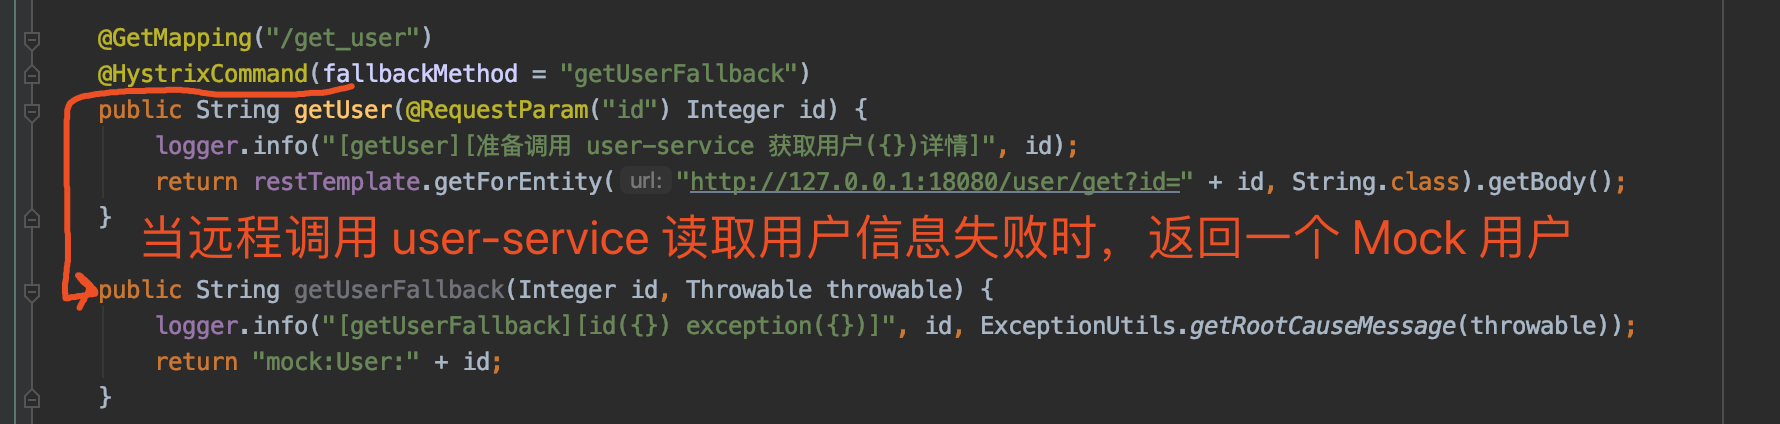 @GetMapping("/get_user")
@HystrixCommand(fallbackMethod = "getUserFallback")
public String getUser(@RequestParam("id") Integer id) {
logger.info("[getUser][准备调用 user-service 获取用户({})详情]", id);
return restTemplate.getForEntity( url: "http://127.0.0.1:18080/user/get?id=" + id, String.class).getBody();
}
当远程调用 user-service 读取用户信息失败时，返回一个 Mock 用户
public String getUserFallback(Integer id, Throwable throwable) {
logger.info("[getUserFallback][id({}) exception({})]", id, ExceptionUtils.getRootCauseMessage(throwable));
return "mock:User:" + id;
}